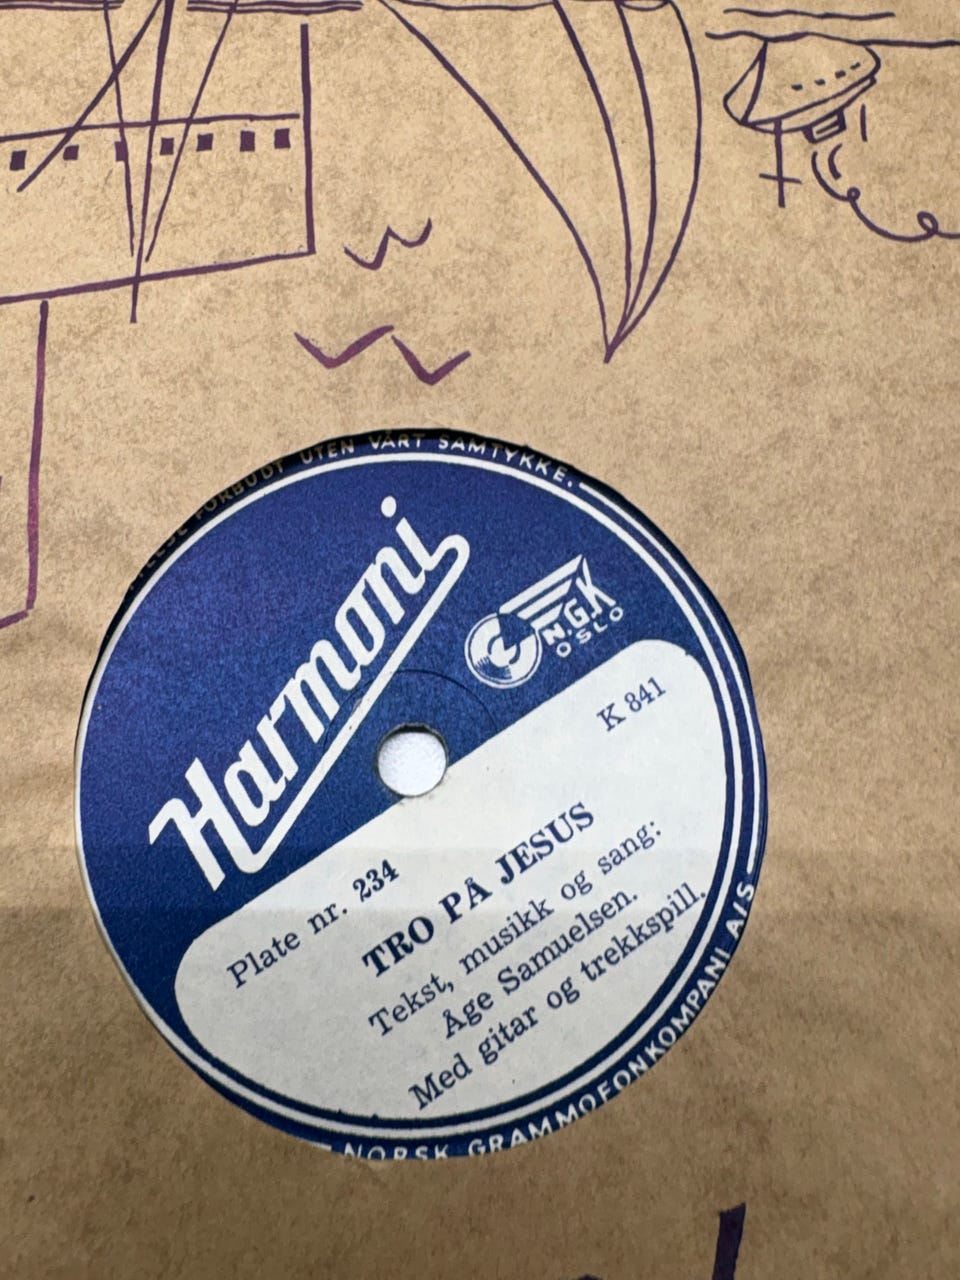 FORBUDT UTEN VÅRT SAMTYKKE.
Harmoni
N.G.K
OSLO
K 841
Plate nr. 234
TRO PÅ JESUS
Tekst, musikk og sang:
Åge Samuelsen.
Med gitar og trekkspill.
NORSK GRAMMOFONKOMPANI A/S